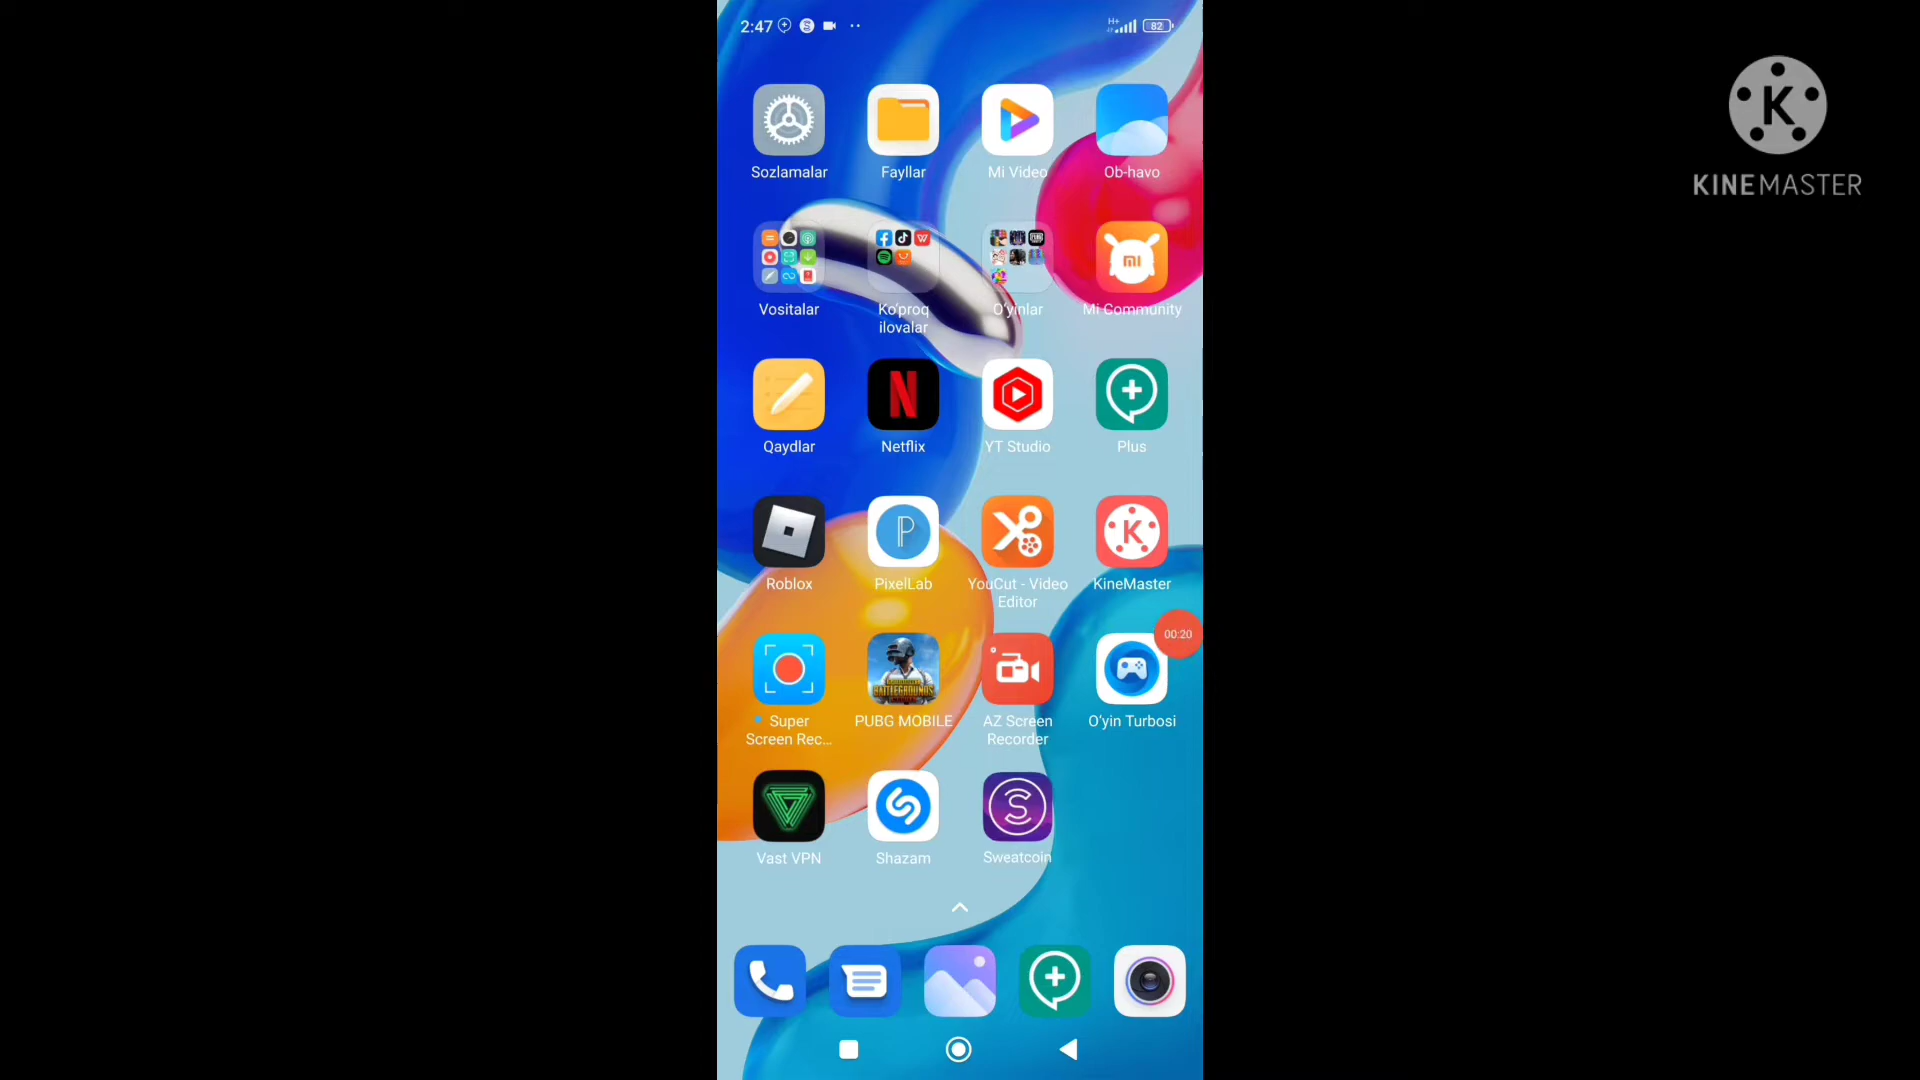 2:47
H+
82
KINEMASTER
Sozlamalar
Fayllar
Mi Video
Ob-havo
Vositalar
Ko‘proq
ilovalar
O‘yinlar
Mi Community
Qaydlar
Netflix
YT Studio
Plus
Roblox
PixelLab
YouCut - Video
Editor
KineMaster
00:20
Super
Screen Rec...
PUBG MOBILE
AZ Screen
Recorder
O‘yin Turbosi
Vast VPN
Shazam
Sweatcoin